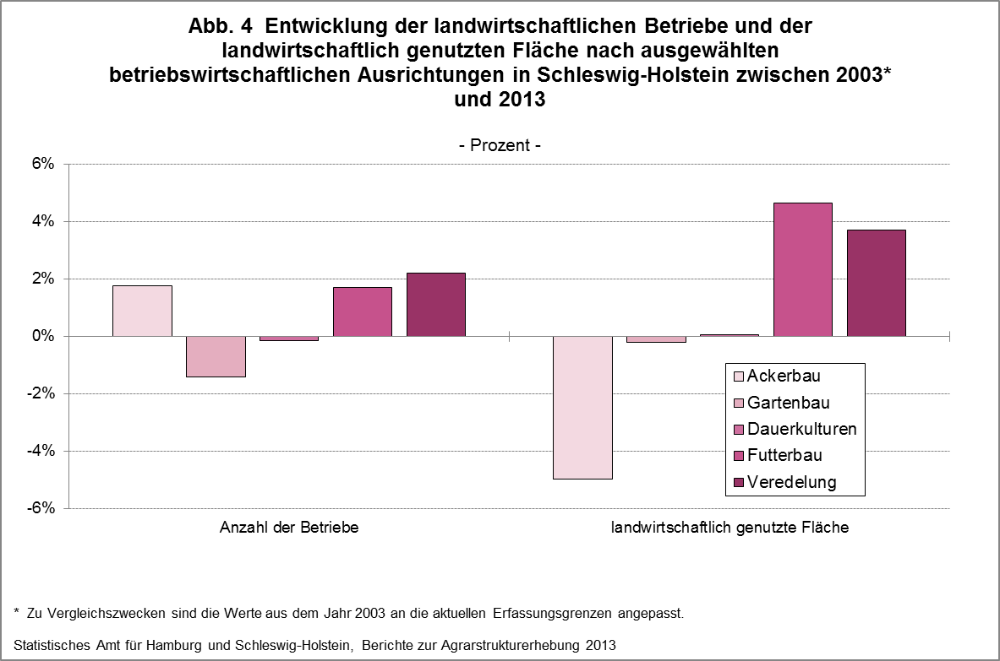 Abb. 4  Entwicklung der landwirtschaftlichen Betriebe und der
landwirtschaftlich genutzten Fläche nach ausgewählten
betriebswirtschaftlichen Ausrichtungen in Schleswig-Holstein zwischen 2003*
und 2013
- Prozent -
6%
4%
2%
0%
-2%
-4%
-6%
Ackerbau
Gartenbau
Dauerkulturen
Futterbau
Veredelung
Anzahl der Betriebe
landwirtschaftlich genutzte Fläche
* Zu Vergleichszwecken sind die Werte aus dem Jahr 2003 an die aktuellen Erfassungsgrenzen angepasst.
Statistisches Amt für Hamburg und Schleswig-Holstein, Berichte zur Agrarstrukturerhebung 2013